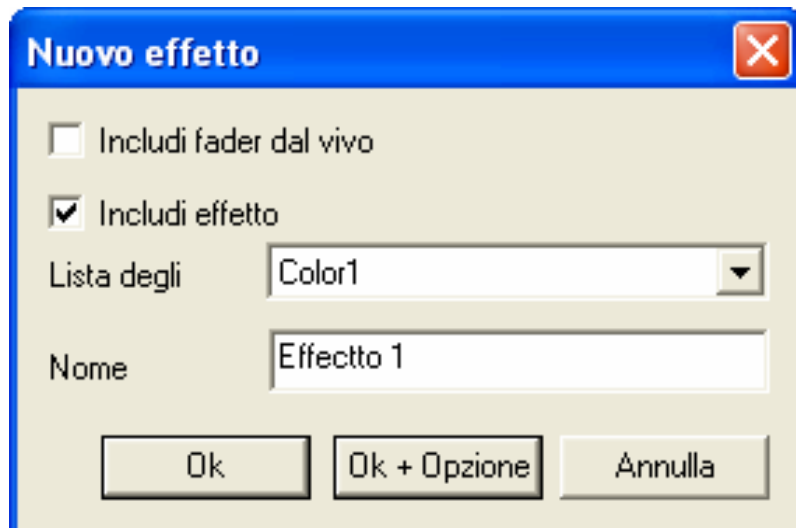 Nuovo effetto
Includi fader dal vivo
Includi effetto
Lista degli Color1
Nome Effectto 1
Ok Ok + Opzione Annulla